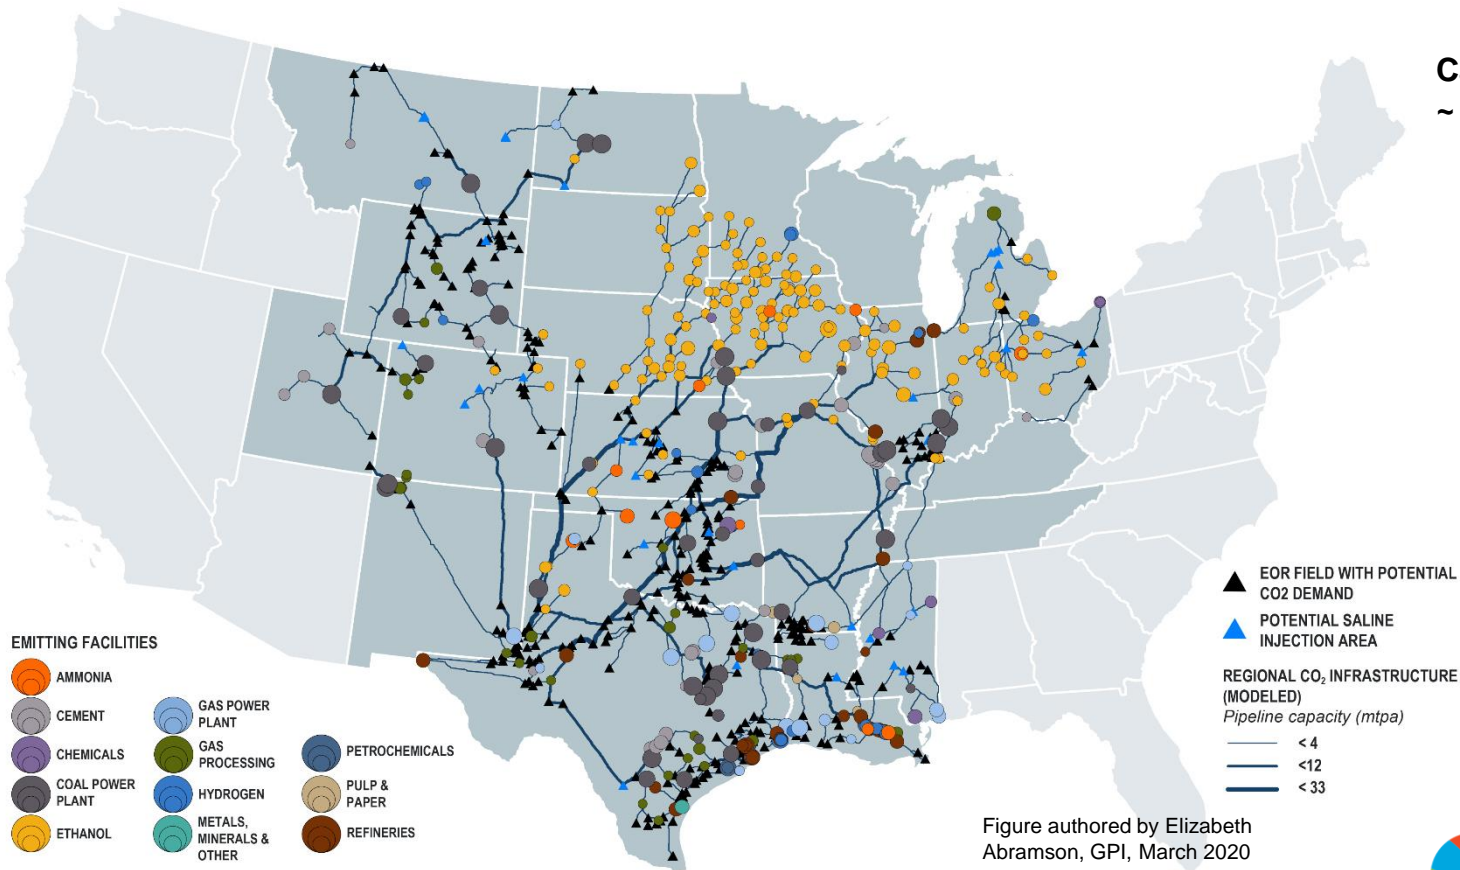 C
~
EMITTING FACILITIES
AMMONIA
CEMENT
CHEMICALS
COAL POWER
PLANT
ETHANOL
GAS POWER
PLANT
GAS
PROCESSING
HYDROGEN
METALS,
MINERALS &
OTHER
PETROCHEMICALS
PULP &
PAPER
REFINERIES
EOR FIELD WITH POTENTIAL
CO2 DEMAND
POTENTIAL SALINE
INJECTION AREA
REGIONAL CO₂ INFRASTRUCTURE
(MODELED)
Pipeline capacity (mtpa)
< 4
<12
< 33
Figure authored by Elizabeth
Abramson, GPI, March 2020